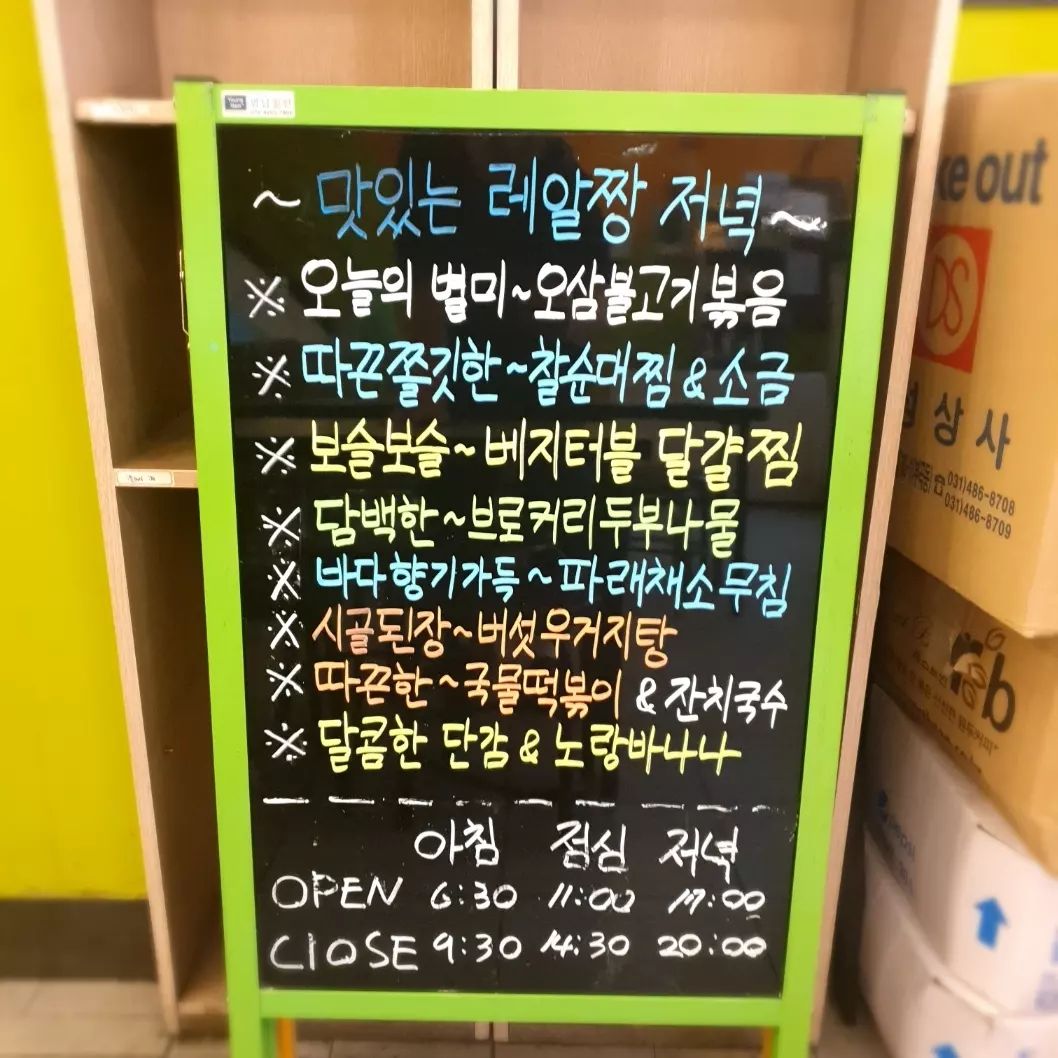 ~ 맛있는 레알짱 저녁~
※ 오늘의 별미~오삼불고기볶음
※ 따끈쫄깃한~찰순대찜 & 소금
※ 보슬보슬~베지터블 달걀찜
※ 담백한~브로커리두부나물
※ 바다향기가득~파래채소무침
※ 시골된장~버섯우거지탕
※ 따끈한~국물떡볶이 & 잔치국수
※ 달콤한 단감 & 노랑바나나
아침 점심 저녁
OPEN 6:30 11:00 17:00
ClOSE 9:30 14:30 20:00
ke out
DS
상사
031)486-8708
031)486-8709